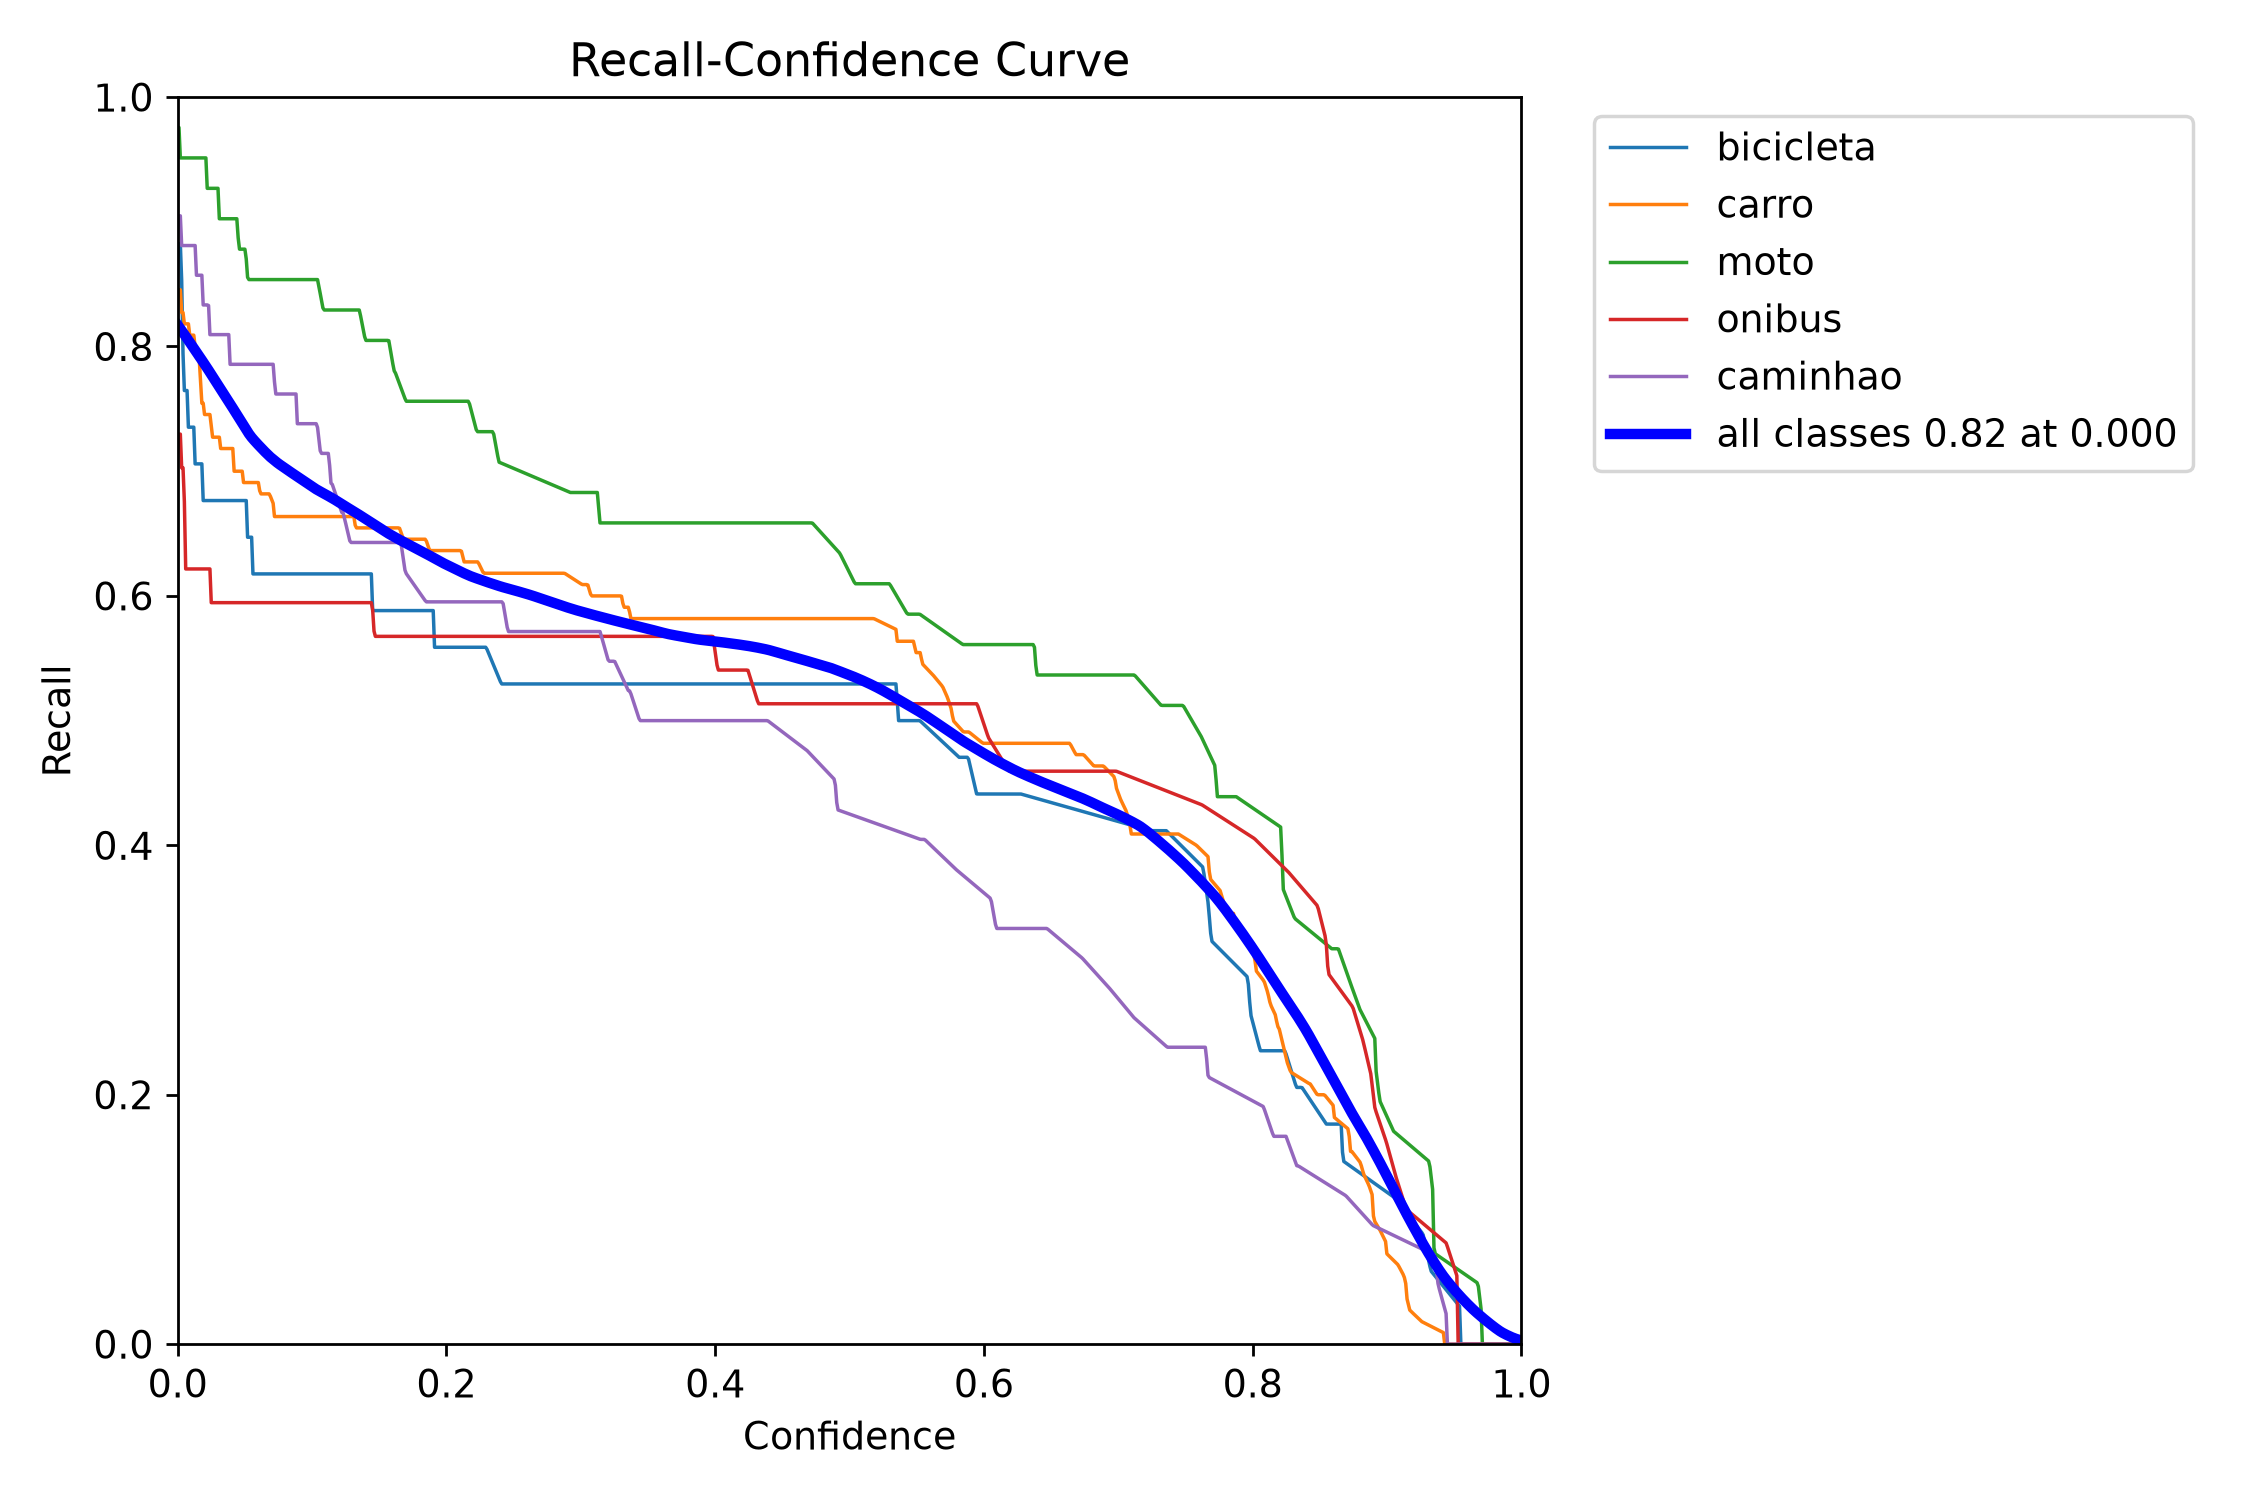 Recall-Confidence Curve
1.0
0.8
0.6
0.4
0.2
0.0
Recall
0.0 0.2 0.4 0.6 0.8 1.0
Confidence
bicicleta
carro
moto
onibus
caminhao
all classes 0.82 at 0.000